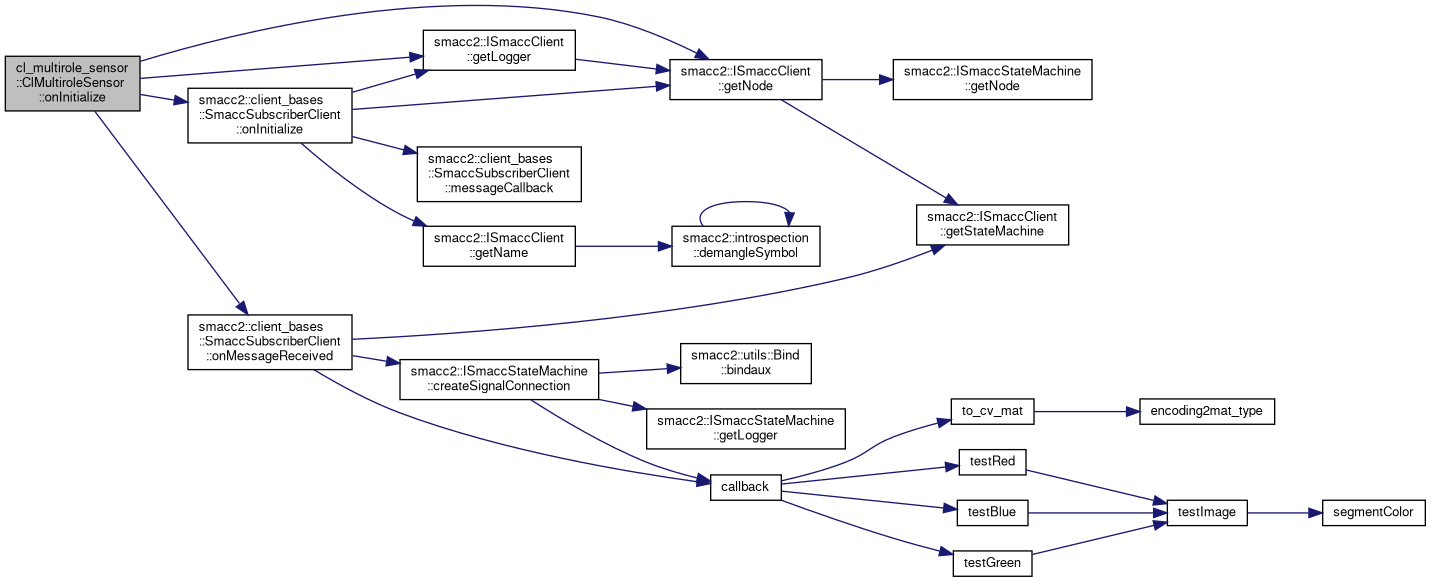 cl_multirole_sensor
::ClMultiroleSensor
::onInitialize
smacc2::ISmaccClient
::getLogger
smacc2::ISmaccClient
::getNode
smacc2::ISmaccStateMachine
::getNode
smacc2::client_bases
::SmaccSubscriberClient
::onInitialize
smacc2::client_bases
::SmaccSubscriberClient
::messageCallback
smacc2::ISmaccClient
::getName
smacc2::introspection
::demangleSymbol
smacc2::ISmaccClient
::getStateMachine
smacc2::client_bases
::SmaccSubscriberClient
::onMessageReceived
smacc2::ISmaccStateMachine
::createSignalConnection
smacc2::utils::Bind
::bindaux
smacc2::ISmaccStateMachine
::getLogger
callback
to_cv_mat
encoding2mat_type
testRed
testBlue
testGreen
testImage
segmentColor